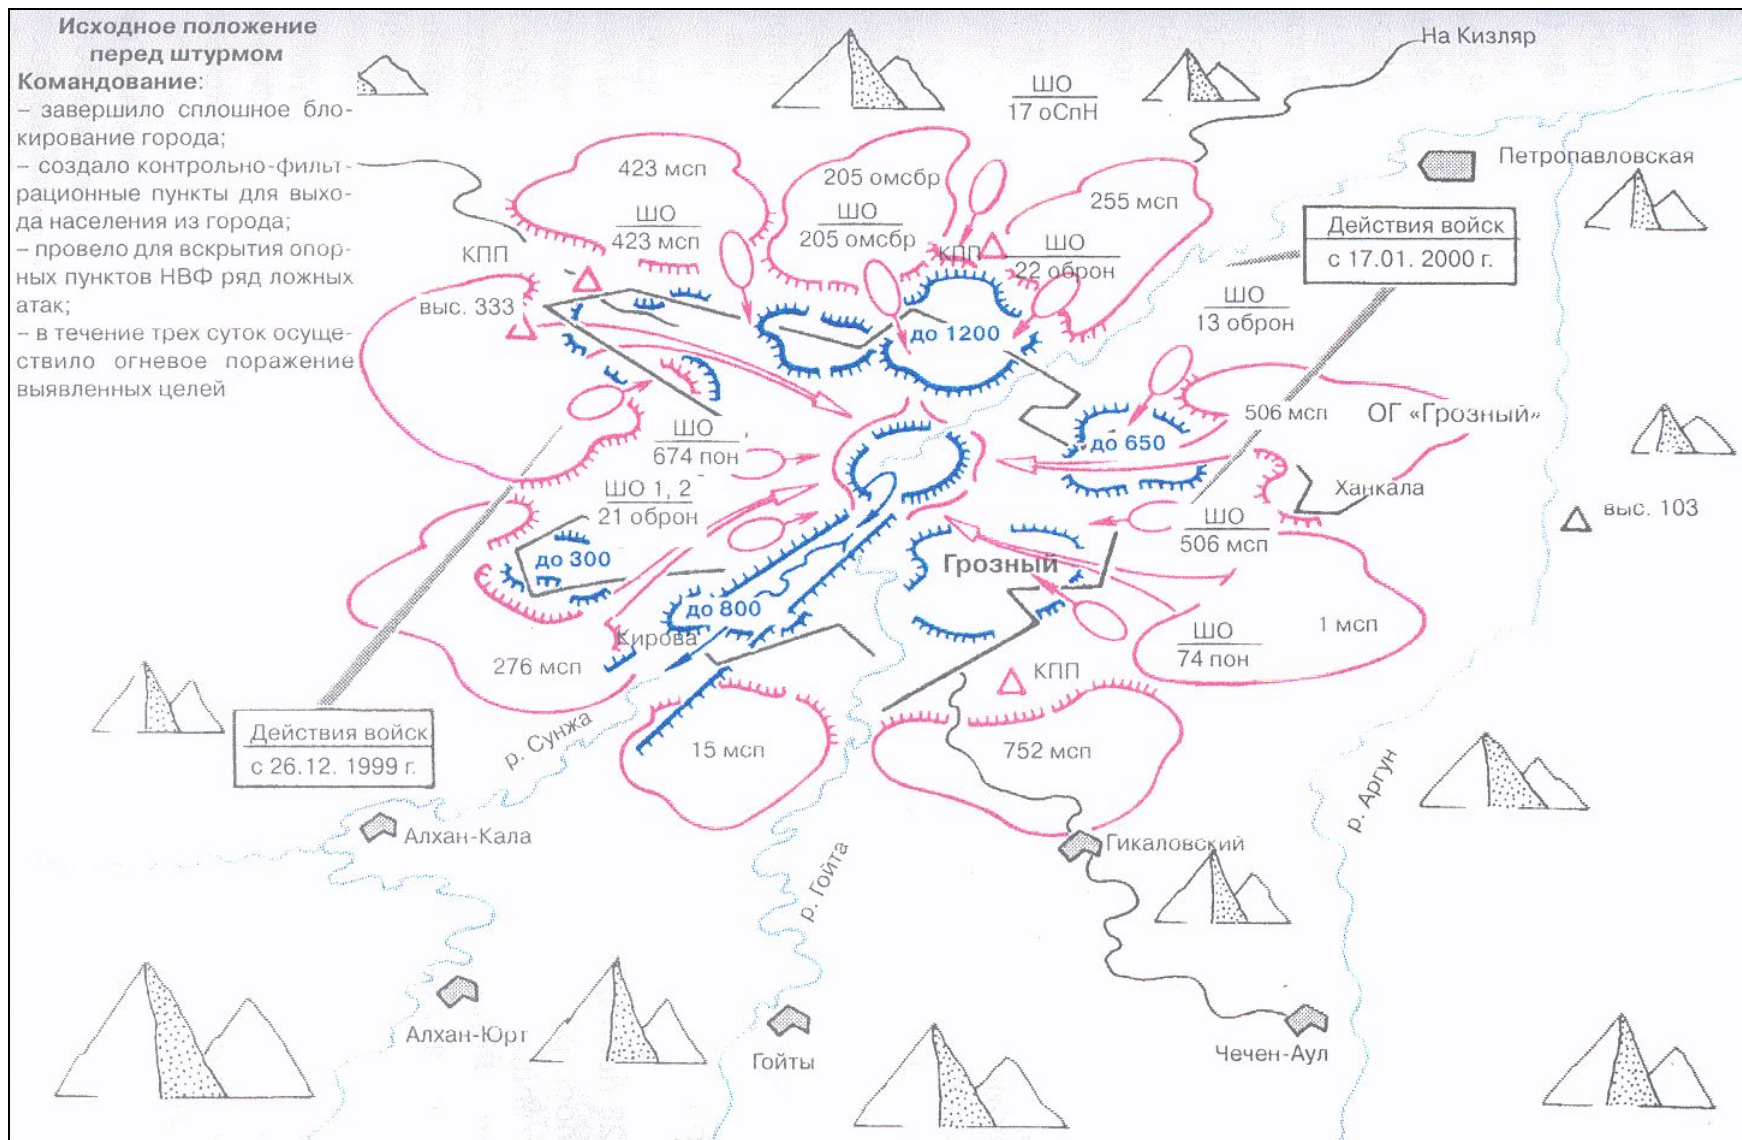 Исходное положение
перед штурмом
Командование:
– завершило сплошное бло-
кирование города;
– создало контрольно-фильт-
рационные пункты для выхо-
да населения из города;
– провело для вскрытия опор-
ных пунктов НВФ ряд ложных
атак;
– в течение трех суток осуще-
ствило огневое поражение
выявленных целей
На Кизляр
ШО
17 оСпН
Петропавловская
423 мсп
ШО
423 мсп
205 омсбр
ШО
205 омсбр
255 мсп
КПП
ШО
22 оброн
Действия войск
с 17.01. 2000 г.
КПП
выс. 333
ШО
13 оброн
до 1200
506 мсп
ОГ «Грозный»
до 650
ШО
674 пон
ШО 1, 2
21 оброн
Ханкала
выс. 103
ШО
506 мсп
до 300
Грозный
до 800
Кирова
276 мсп
ШО
74 пон
1 мсп
КПП
Действия войск
с 26.12. 1999 г.
р. Сунжа
15 мсп
752 мсп
р. Аргун
Алхан-Кала
Гикаловский
р. Гойта
Алхан-Юрт
Гойты
Чечен-Аул